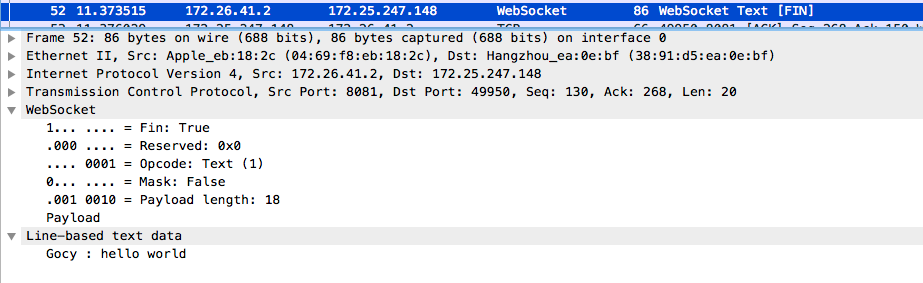 52 11.373515 172.26.41.2 172.25.247.148 WebSocket 86 WebSocket Text [FIN]
Frame 52: 86 bytes on wire (688 bits), 86 bytes captured (688 bits) on interface 0
Ethernet II, Src: Apple_eb:18:2c (04:69:f8:eb:18:2c), Dst: Hangzhou_ea:0e:bf (38:91:d5:ea:0e:bf)
Internet Protocol Version 4, Src: 172.26.41.2, Dst: 172.25.247.148
Transmission Control Protocol, Src Port: 8081, Dst Port: 49950, Seq: 130, Ack: 268, Len: 20
WebSocket
1... .... = Fin: True
.000 .... = Reserved: 0x0
.... 0001 = Opcode: Text (1)
0... .... = Mask: False
.001 0010 = Payload length: 18
Payload
Line-based text data
Gocy : hello world